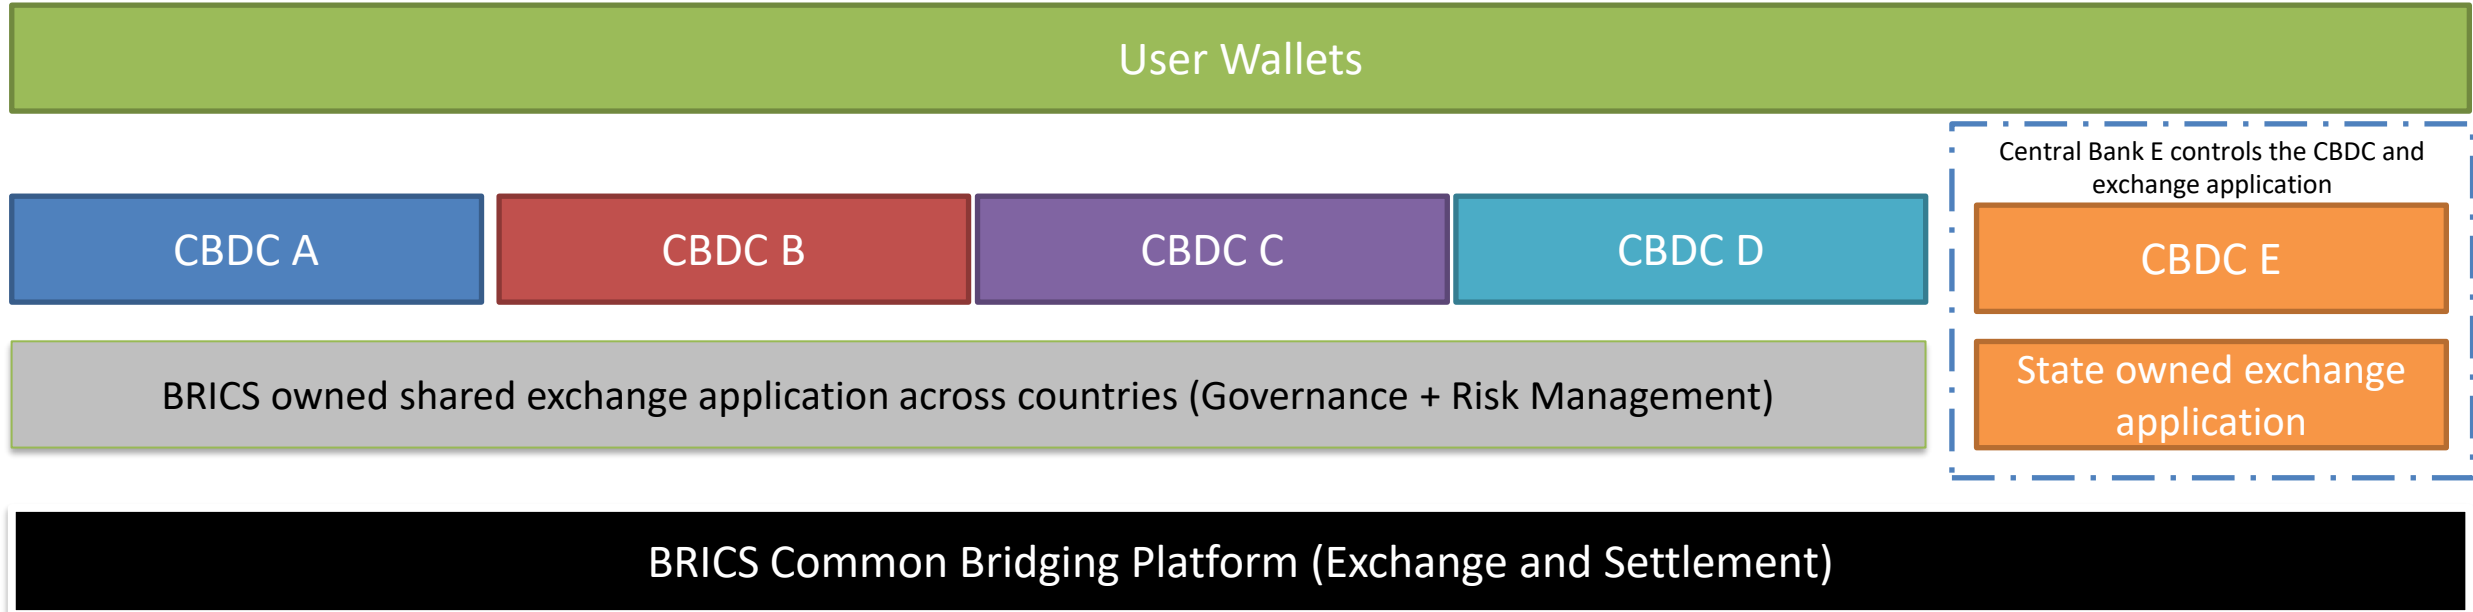 User Wallets
Central Bank E controls the CBDC and
exchange application
CBDC A
CBDC B
CBDC C
CBDC D
CBDC E
BRICS owned shared exchange application across countries (Governance + Risk Management)
State owned exchange
application
BRICS Common Bridging Platform (Exchange and Settlement)